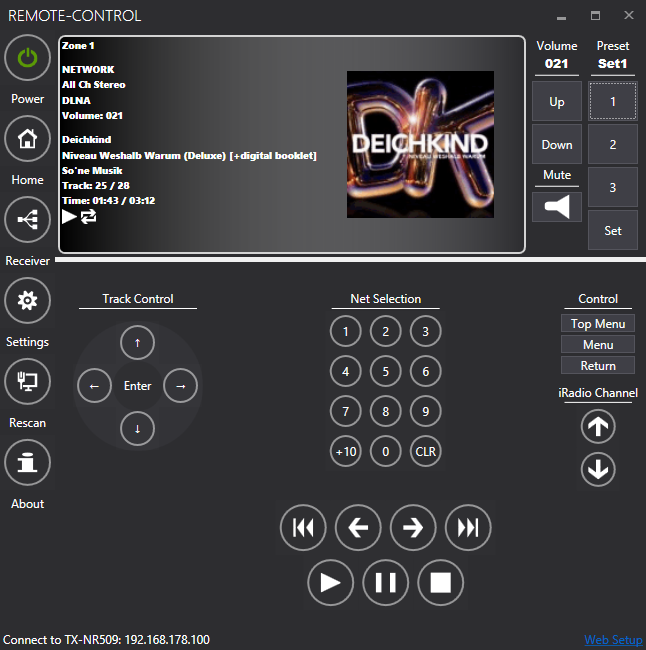 REMOTE-CONTROL
Power
Home
Receiver
Settings
Rescan
About
Zone 1
NETWORK
All Ch Stereo
DLNA
Volume: 021
Deichkind
Niveau Weshalb Warum (Deluxe) [+digital booklet]
So'ne Musik
Track: 25 / 28
Time: 01:43 / 03:12
DEICHKIND
NIVEAU WESHALB WARUM
Volume
021
Up
Down
Mute
Preset
Set1
1
2
3
Set
Track Control
↑
← Enter →
↓
Net Selection
1 2 3
4 5 6
7 8 9
+10 0 CLR
Control
Top Menu
Menu
Return
iRadio Channel
Connect to TX-NR509: 192.168.178.100
Web Setup